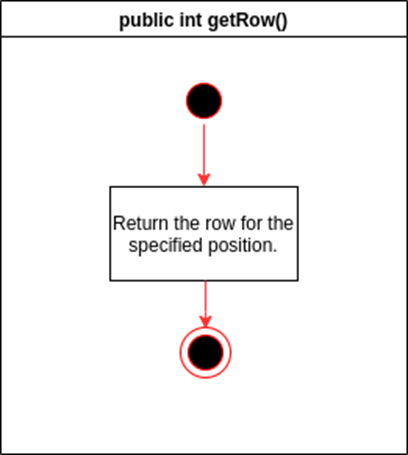 public int getRow()
Return the row for the
specified position.